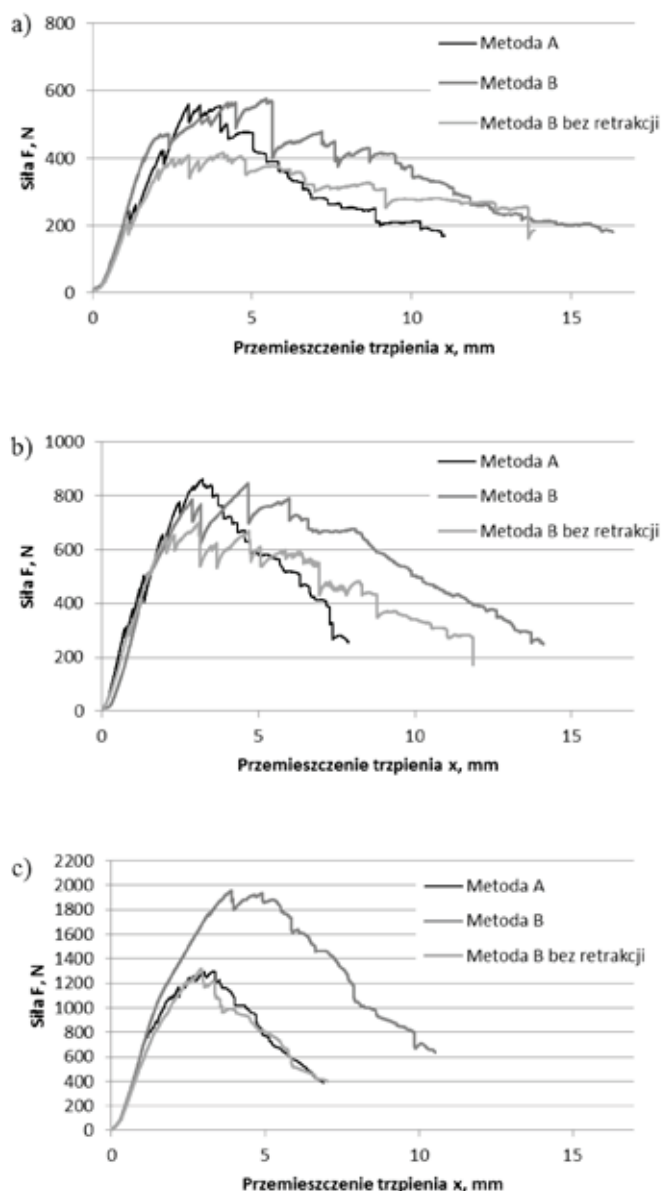 a)
800
600
400
200
0
Siła F, N
Metoda A
Metoda B
Metoda B bez retrakcji
0 5 10 15
Przemieszczenie trzpienia x, mm
b)
1000
800
600
400
200
0
Siła F, N
Metoda A
Metoda B
Metoda B bez retrakcji
0 5 10 15
Przemieszczenie trzpienia x, mm
c)
2200
2000
1800
1600
1400
1200
1000
800
600
400
200
0
Siła F, N
Metoda A
Metoda B
Metoda B bez retrakcji
0 5 10 15
Przemieszczenie trzpienia x, mm